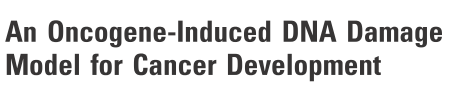 An Oncogene-Induced DNA Damage
Model for Cancer Development